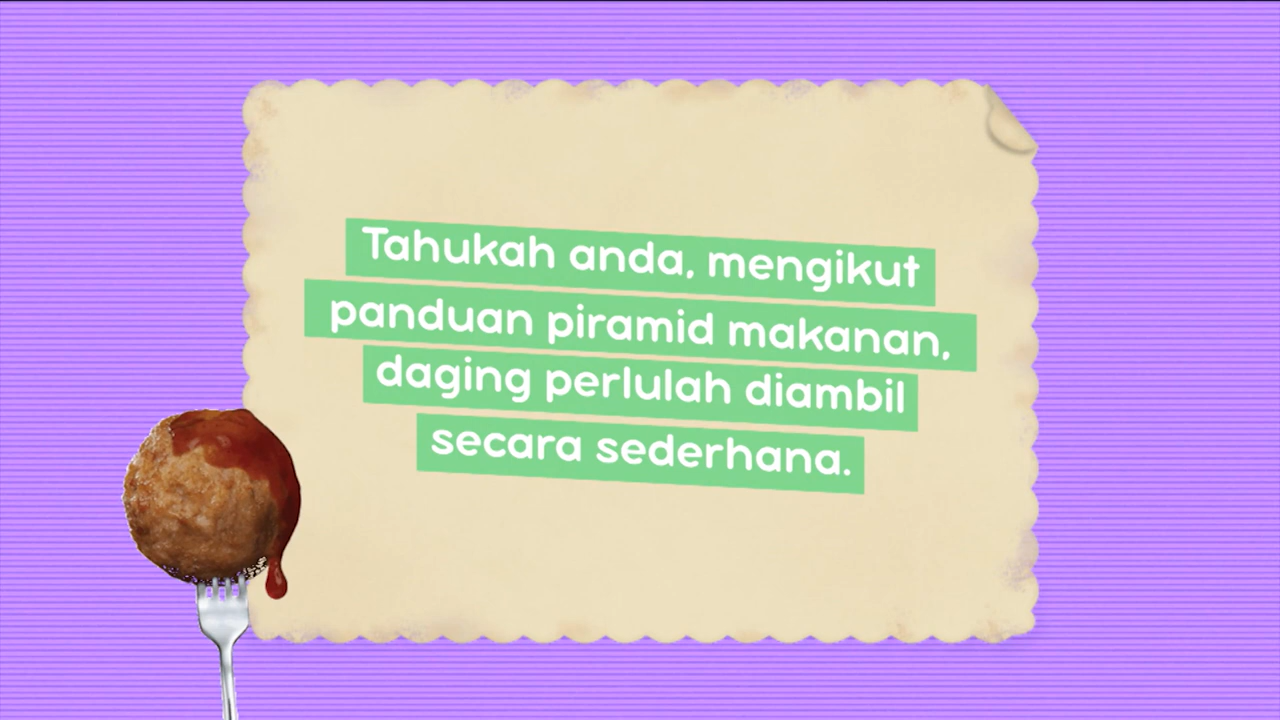 Tahukah anda, mengikut
panduan piramid makanan,
daging perlulah diambil
secara sederhana.